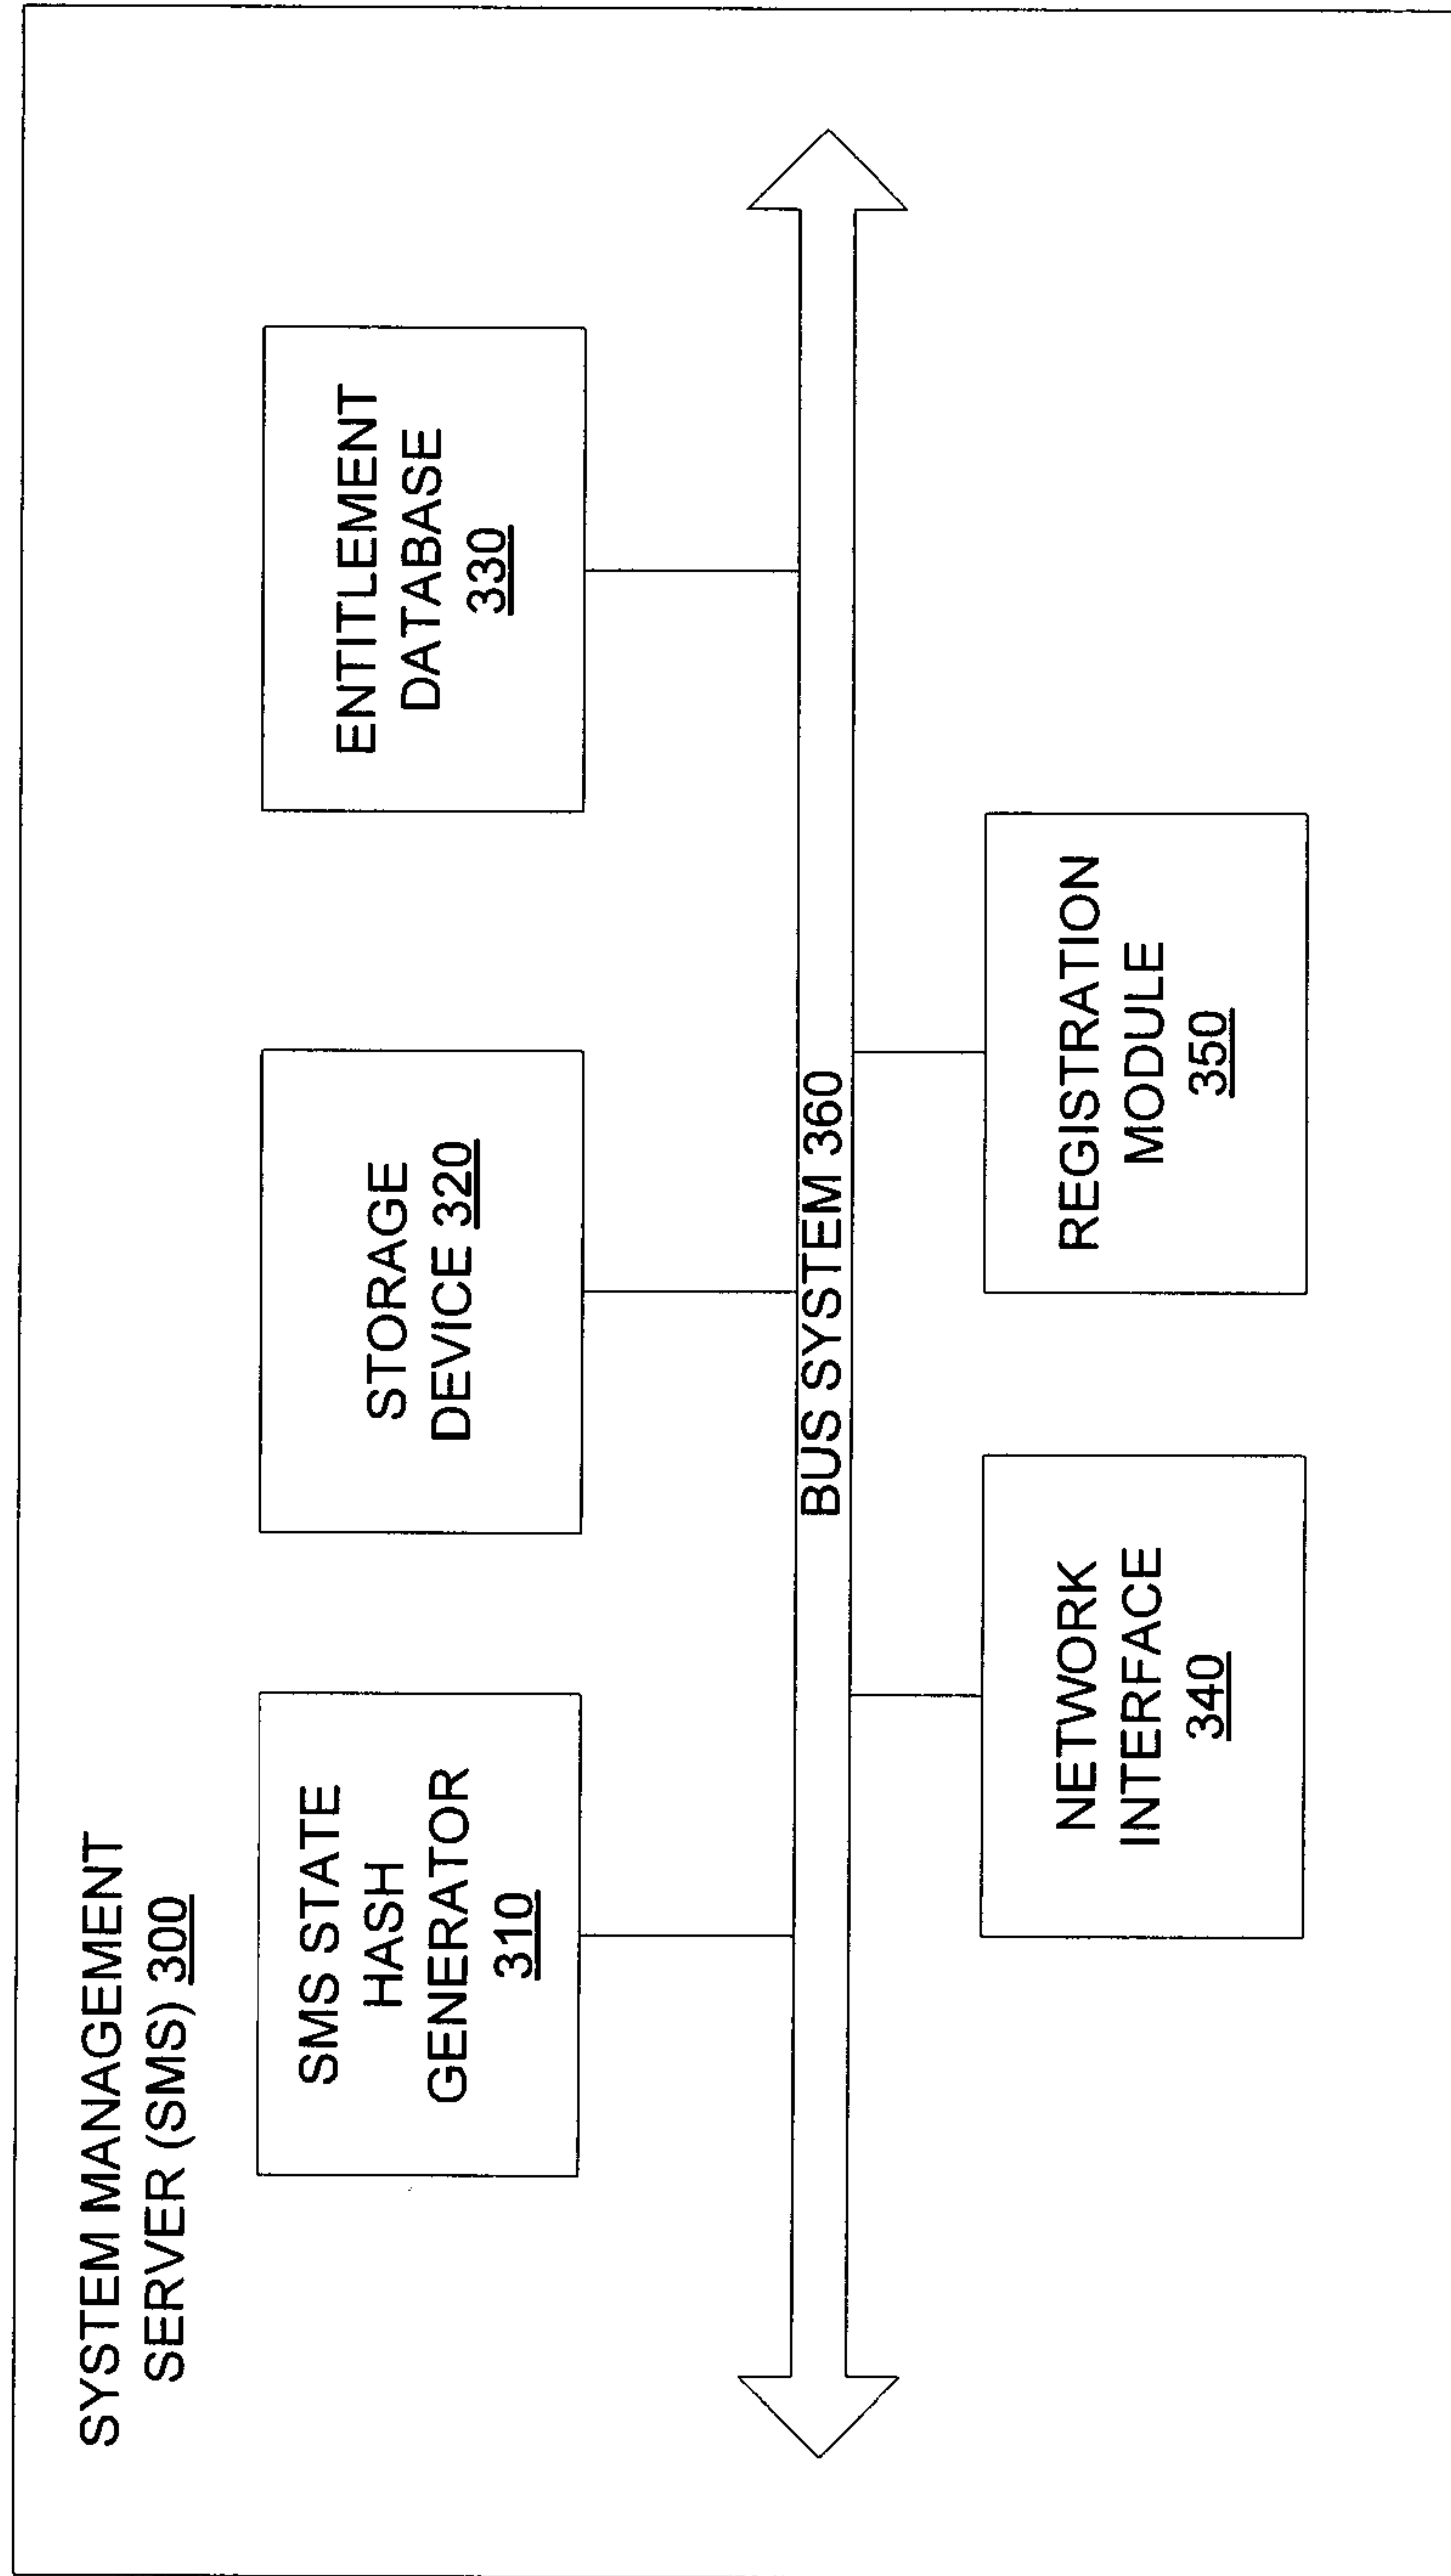 SYSTEM MANAGEMENT
SERVER (SMS) 300
SMS STATE
HASH
GENERATOR
310
STORAGE
DEVICE 320
ENTITLEMENT
DATABASE
330
BUS SYSTEM 360
NETWORK
INTERFACE
340
REGISTRATION
MODULE
350